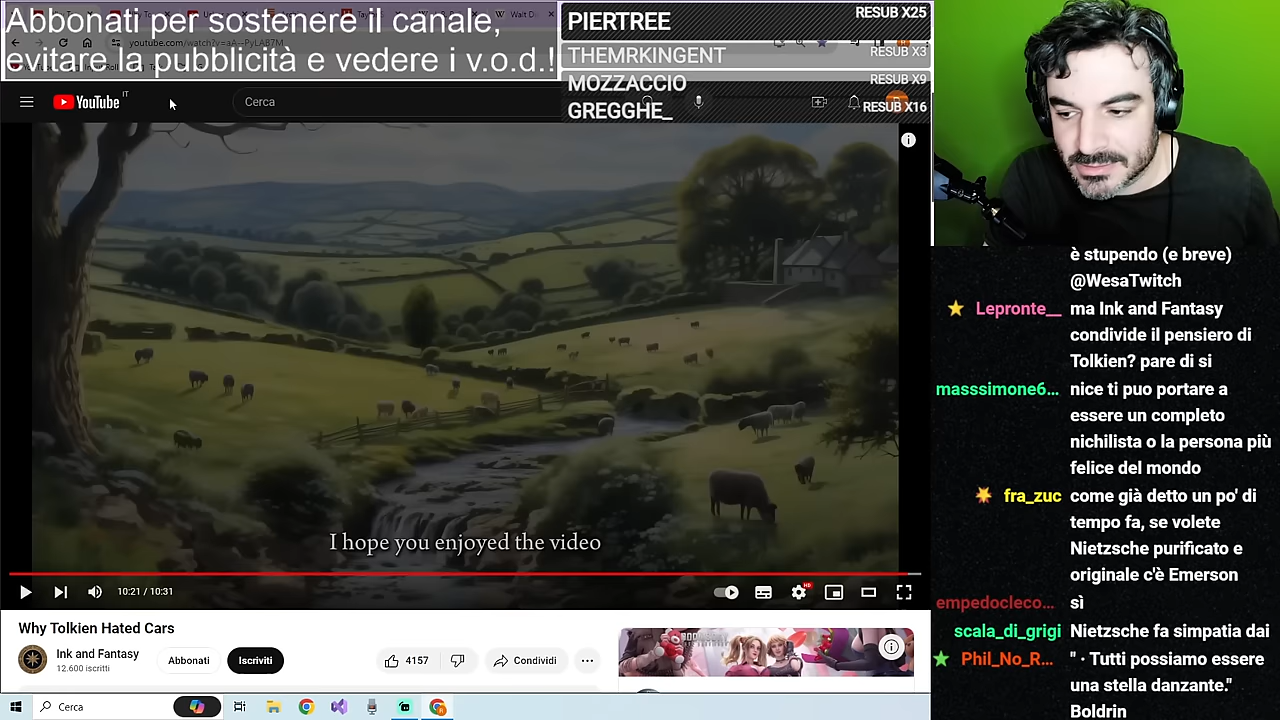 Abbonati per sostenere il canale,
evitare la pubblicità e vedere i v.o.d.!
PIERTREE
RESUB X25
THEMRKINGENT
RESUB X3
MOZZACCIO
RESUB X9
GREGGHE_
RESUB X16
YouTube IT
Cerca
I hope you enjoyed the video
10:21 / 10:31
HD
Why Tolkien Hated Cars
Ink and Fantasy
12.600 iscritti
Abbonati
Iscriviti
4157
Condividi
Cerca
è stupendo (e breve)
@WesaTwitch
Lepronte__ ma Ink and Fantasy
condivide il pensiero di
Tolkien? pare di si
masssimone6... nice ti puo portare a
essere un completo
nichilista o la persona più
felice del mondo
fra_zuc come già detto un po' di
tempo fa, se volete
Nietzsche purificato e
originale c'è Emerson
empedocleco... sì
scala_di_grigi Nietzsche fa simpatia dai
Phil_No_R... " · Tutti possiamo essere
una stella danzante."
Boldrin